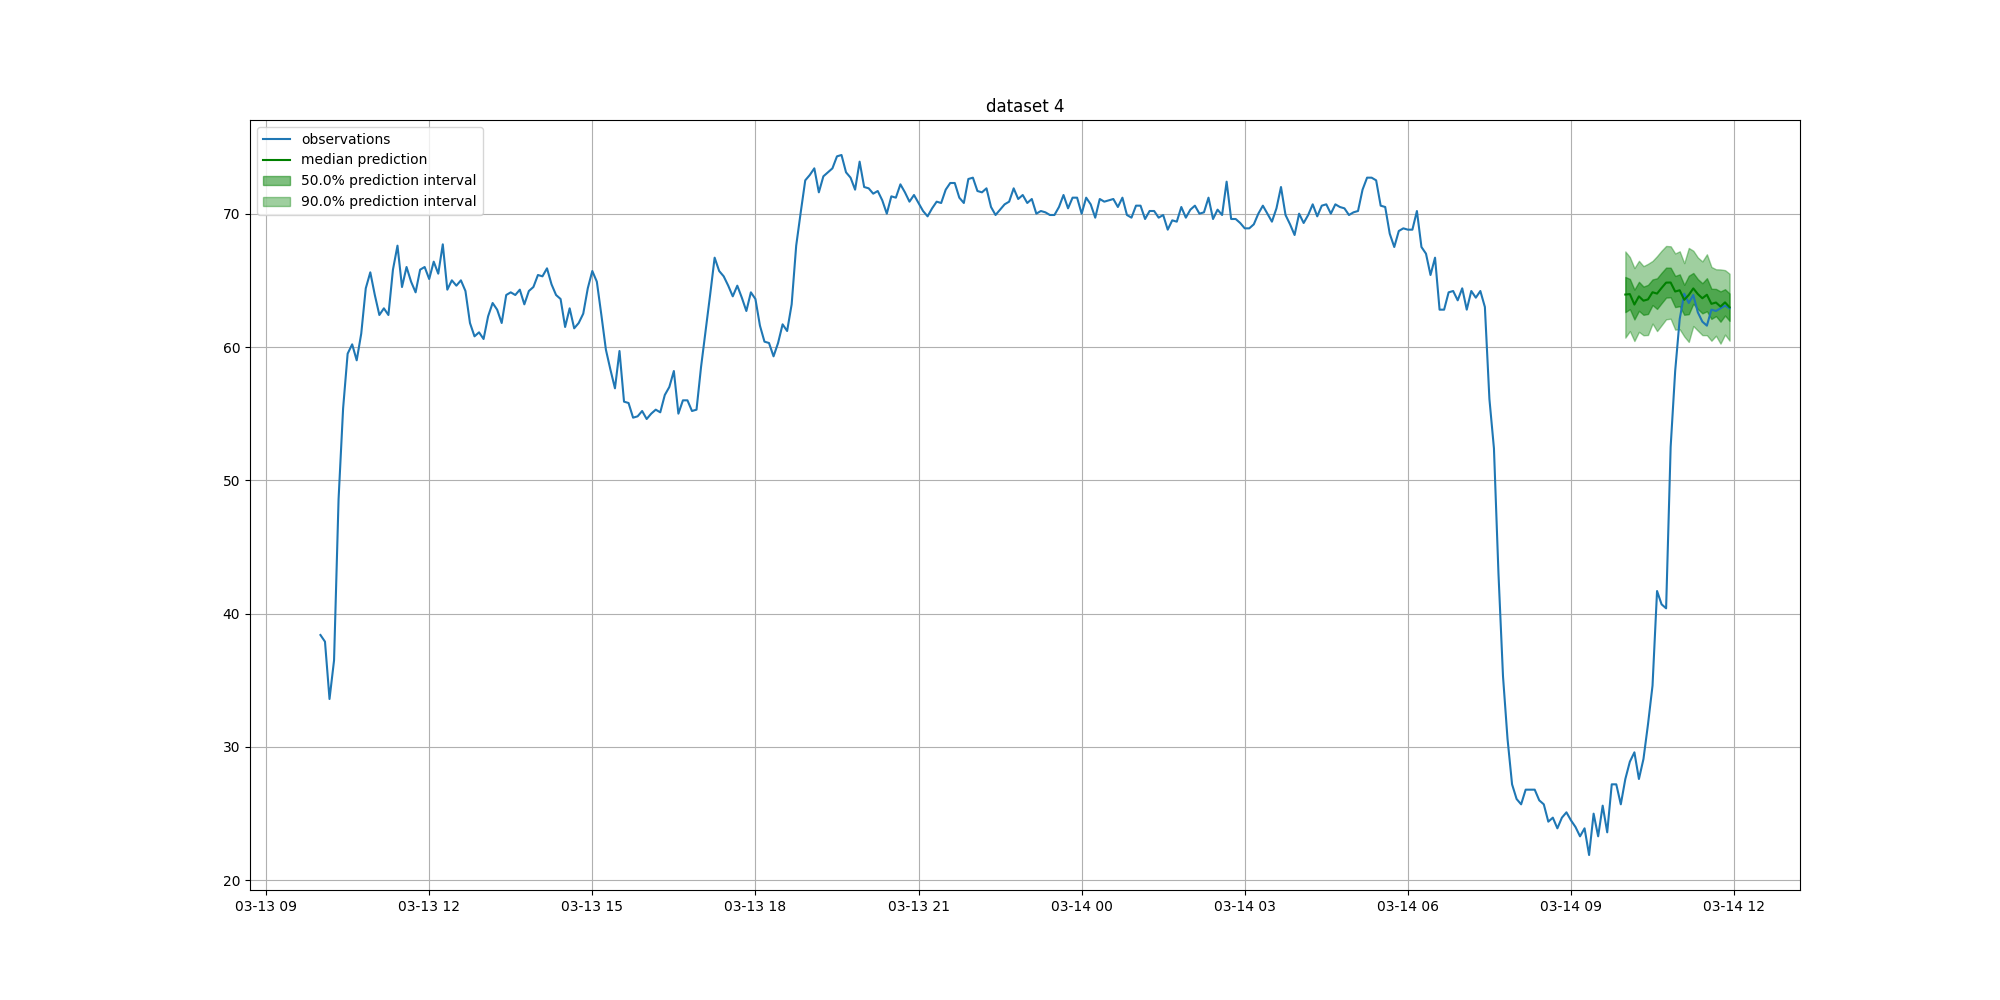 dataset 4
observations
median prediction
50.0% prediction interval
90.0% prediction interval
70
60
50
40
30
20
03-13 09 03-13 12 03-13 15 03-13 18 03-13 21 03-14 00 03-14 03 03-14 06 03-14 09 03-14 12